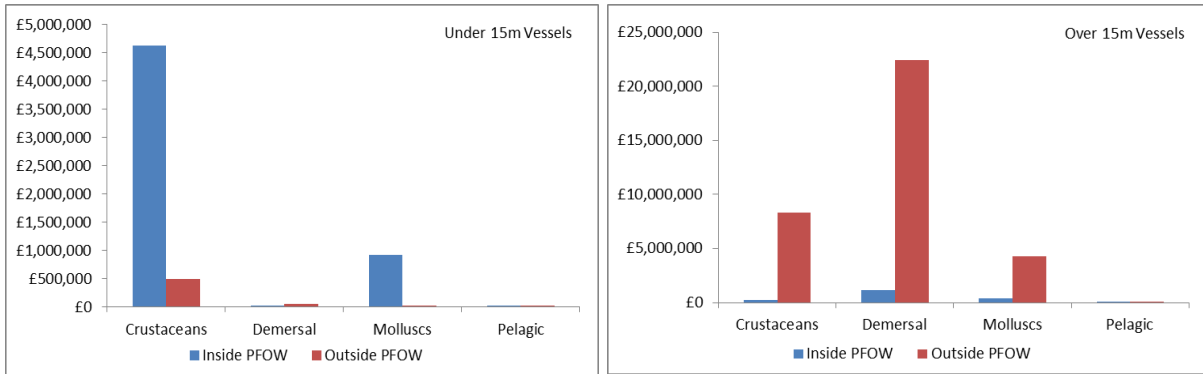 Under 15m Vessels
£5,000,000
£4,500,000
£4,000,000
£3,500,000
£3,000,000
£2,500,000
£2,000,000
£1,500,000
£1,000,000
£500,000
£0
Crustaceans Demersal Molluscs Pelagic
Inside PFOW Outside PFOW
Over 15m Vessels
£25,000,000
£20,000,000
£15,000,000
£10,000,000
£5,000,000
£0
Crustaceans Demersal Molluscs Pelagic
Inside PFOW Outside PFOW